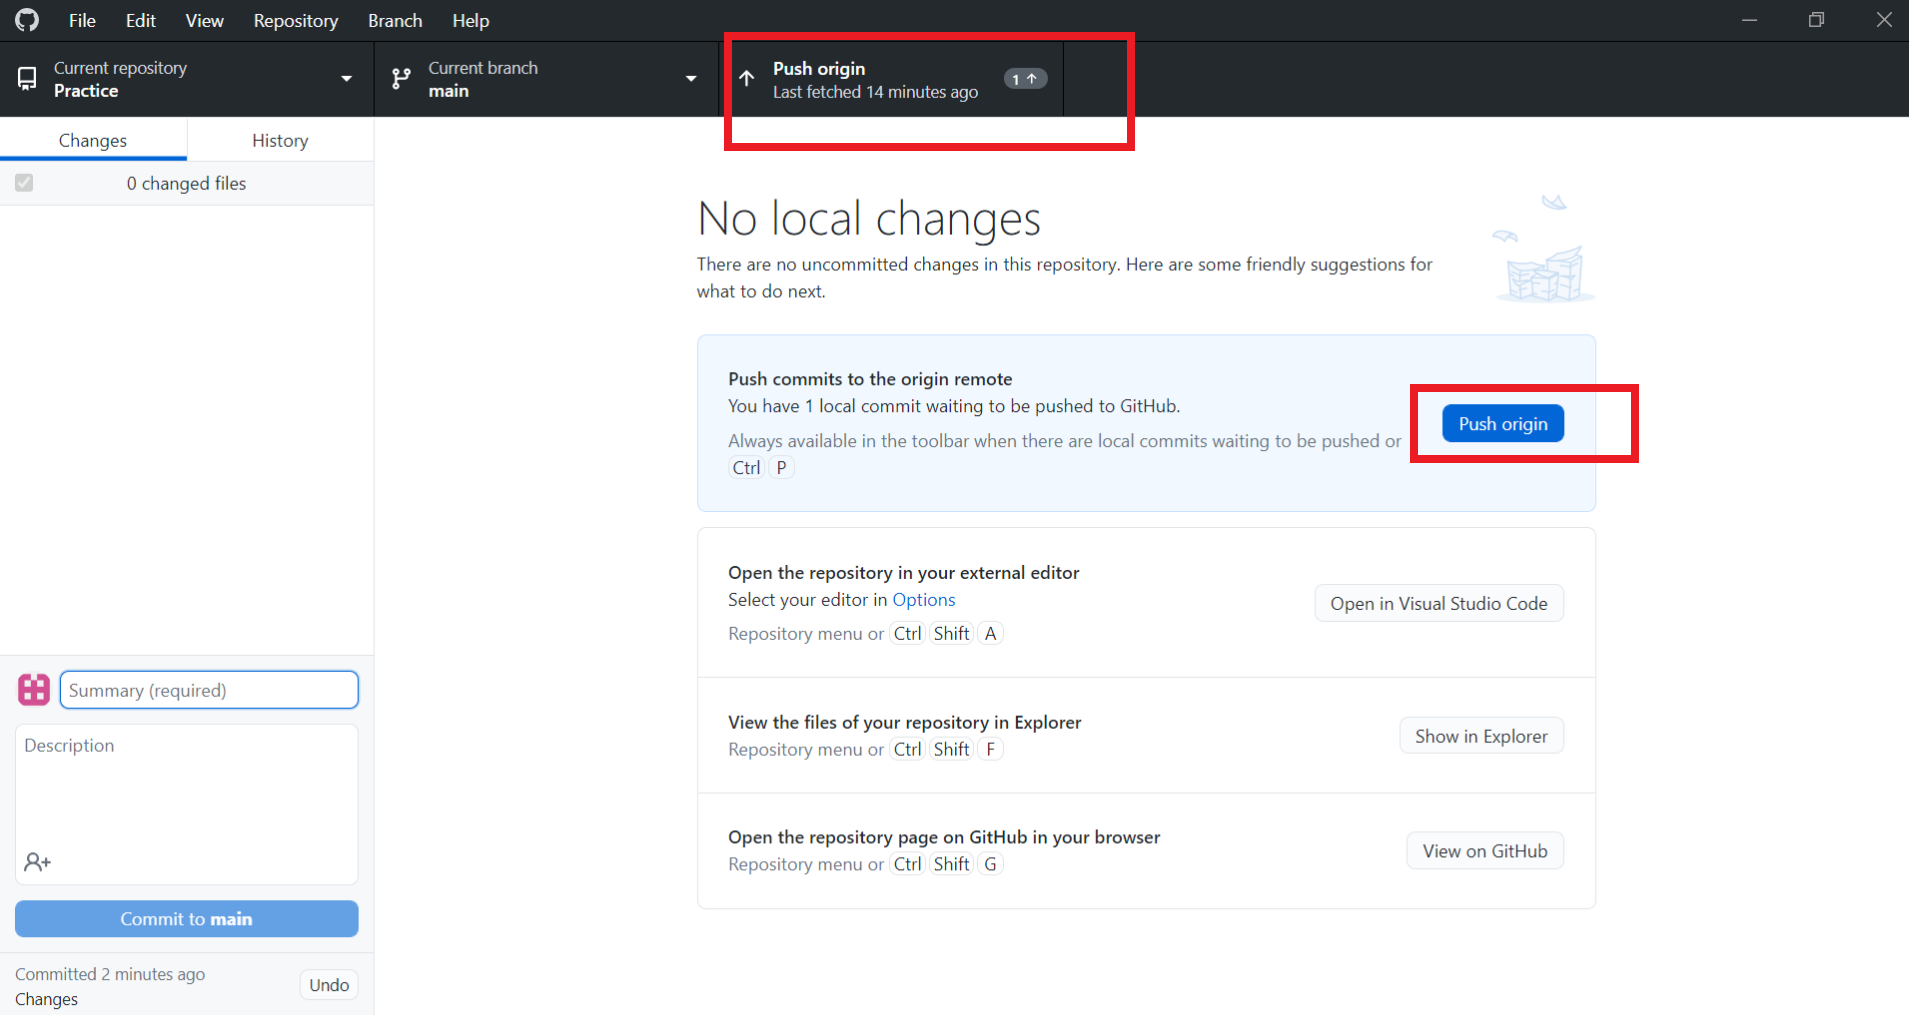 File Edit View Repository Branch Help
Current repository
Practice
Current branch
main
Push origin
Last fetched 14 minutes ago
1
Changes History
0 changed files
No local changes
There are no uncommitted changes in this repository. Here are some friendly suggestions for
what to do next.
Push commits to the origin remote
You have 1 local commit waiting to be pushed to GitHub.
Always available in the toolbar when there are local commits waiting to be pushed or
Ctrl P
Push origin
Open the repository in your external editor
Select your editor in Options
Repository menu or Ctrl Shift A
Open in Visual Studio Code
View the files of your repository in Explorer
Repository menu or Ctrl Shift F
Show in Explorer
Open the repository page on GitHub in your browser
Repository menu or Ctrl Shift G
View on GitHub
Summary (required)
Description
Commit to main
Committed 2 minutes ago
Changes
Undo